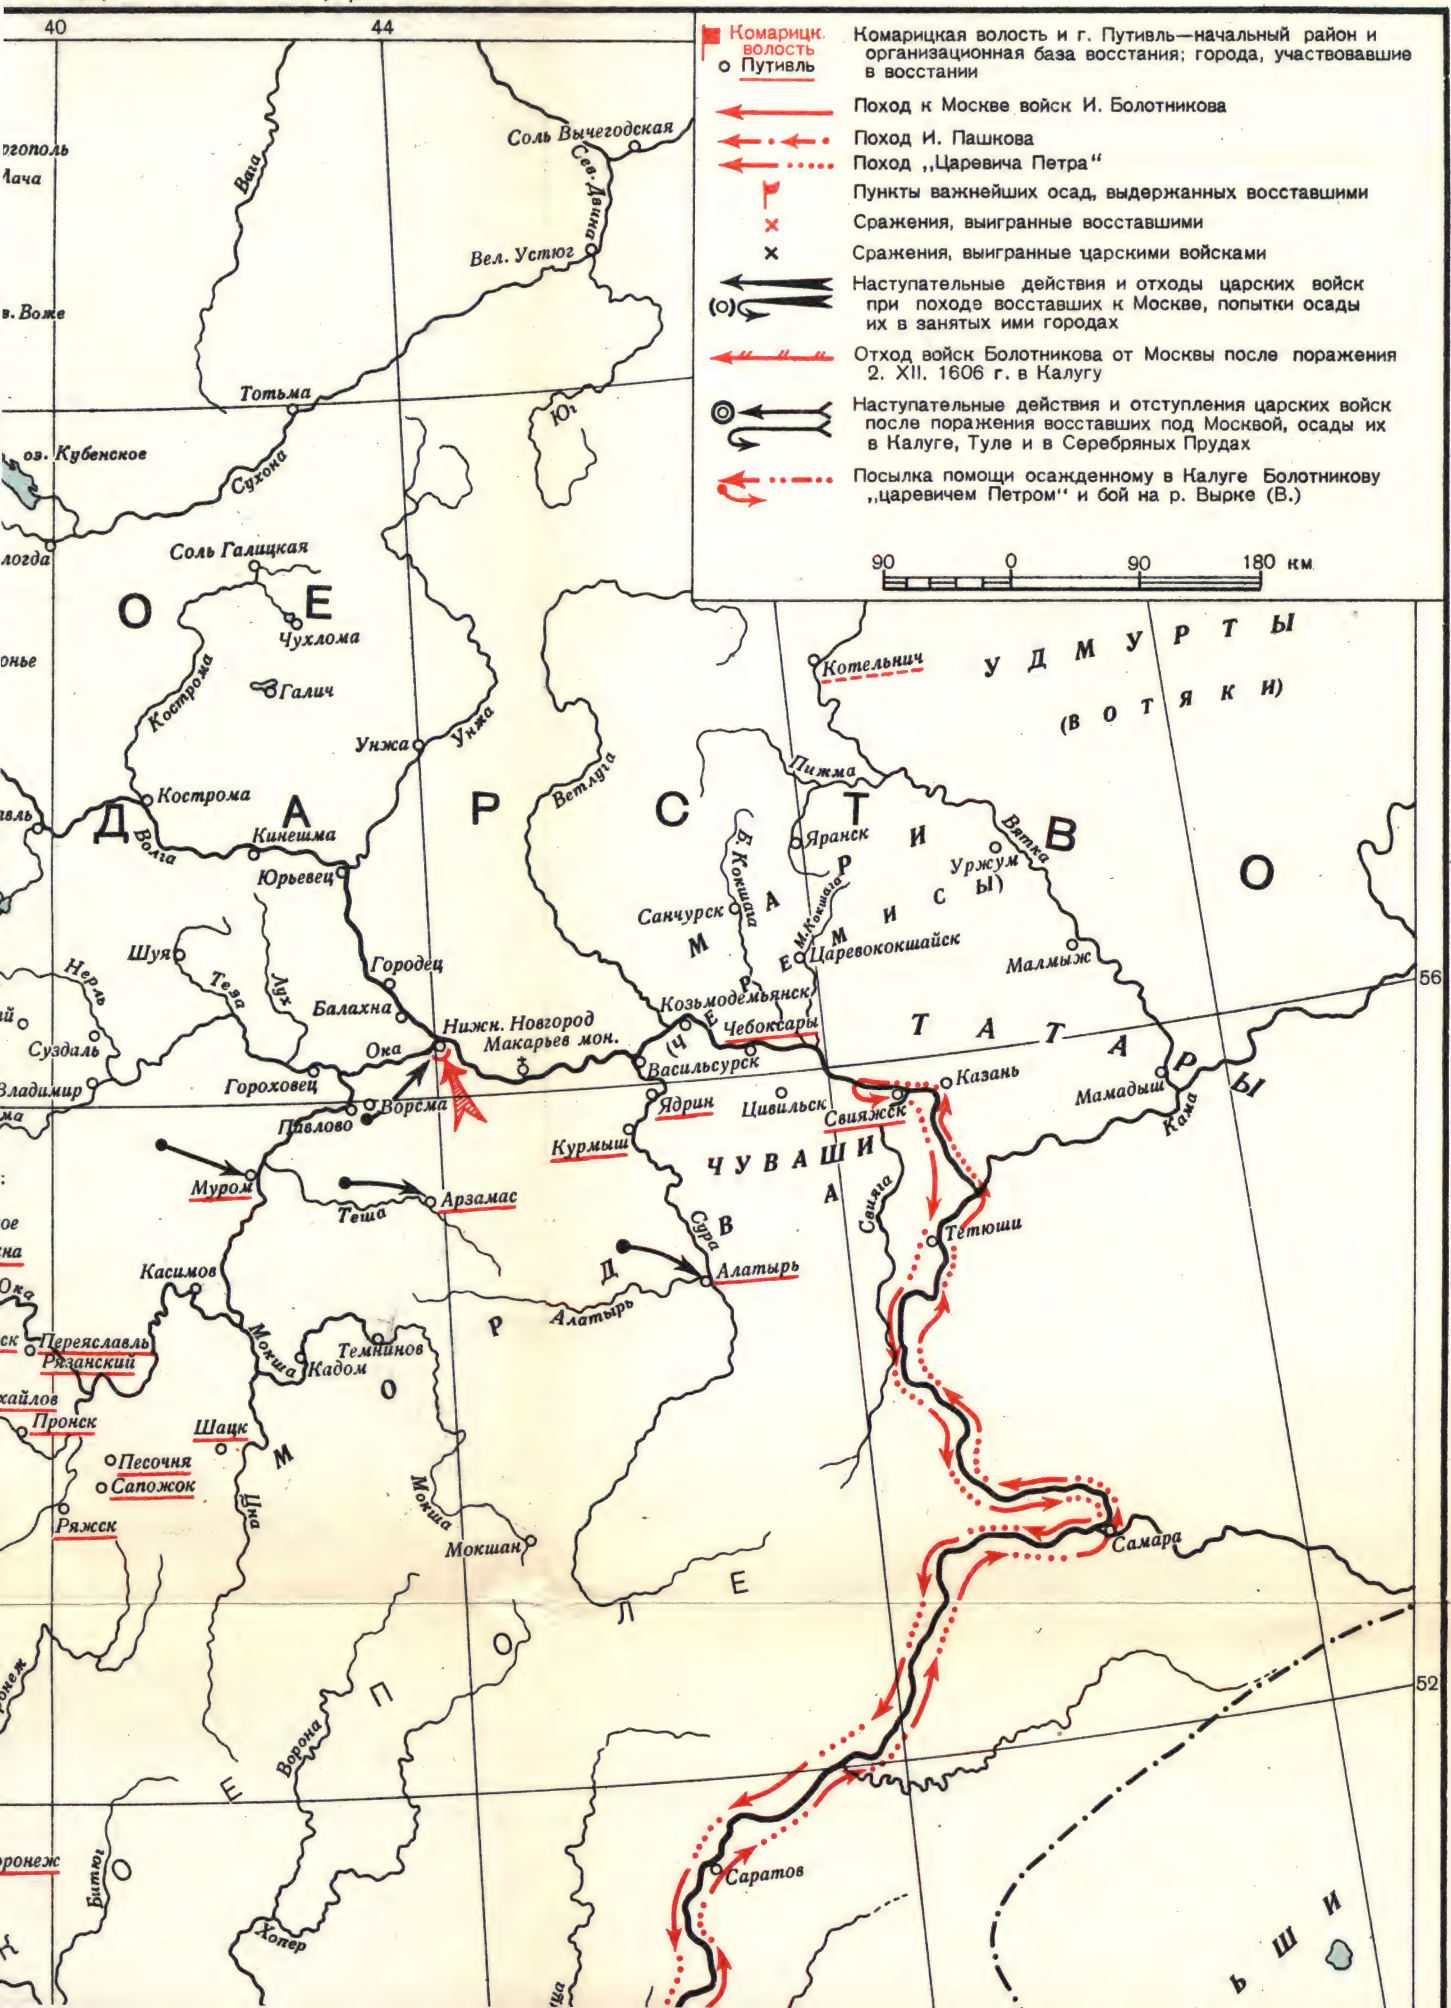 40
44
Комарицк.
волость
Путивль
Комарицкая волость и г. Путивль—начальный район и
организационная база восстания; города, участвовавшие
в восстании
Поход к Москве войск И. Болотникова
Поход И. Пашкова
Поход „Царевича Петра“
Пункты важнейших осад, выдержанных восставшими
Сражения, выигранные восставшими
Сражения, выигранные царскими войсками
Наступательные действия и отходы царских войск
при походе восставших к Москве, попытки осады
их в занятых ими городах
Отход войск Болотникова от Москвы после поражения
2. XII. 1606 г. в Калугу
Наступательные действия и отступления царских войск
после поражения восставших под Москвой, осады их
в Калуге, Туле и в Серебряных Прудах
Посылка помощи осажденному в Калуге Болотникову
„царевичем Петром“ и бой на р. Вырке (В.)
90 0 90 180 км
Соль Вычегодская
Сев. Двина
Вага
Вел. Устюг
в. Воже
Тотьма
Юг
оз. Кубенское
Сухона
логда
Соль Галицкая
О Е
Чухлома
Галич
Кострома
Унжа
Унжа
Котельнич
УДМУРТЫ
(ВОТЯКИ)
Ветлуга
Пижма
Кострома
Д А Р С Т В О
Волга
Кинешма
Юрьевец
Б. Кокшага
Яранск
Вятка
Уржум
М А Р И
Санчурск
М. Кокшага
(Ч Е Р Е М И С Ы)
Царевококшайск
Малмыж
Шуя
Нерль
Теза
Лух
Городец
Балахна
56
Козьмодемьянск
Нижн. Новгород
Макарьев мон.
Чебоксары
Т А Т А Р Ы
Суздаль
Ока
Васильсурск
Владимир
Гороховец
Казань
Мамадыш
Ворсма
Ядрин
Цивильск
Свияжск
Кама
Павлово
Курмыш
ЧУВАШИ
Муром
Арзамас
Теша
Сура
Свияга
Тетюши
М О Р Д В А
Касимов
Алатырь
Алатырь
Ока
Мокша
Темников
Кадом
Переяславль
Рязанский
хайлов
Пронск
Шацк
Песочня
Сапожок
Цна
Мокша
Ряжск
Мокшан
Самара
П О Л Е
52
Ворона
Е
Битюг
О
ронеж
Саратов
Хопер
Ь Ш И И